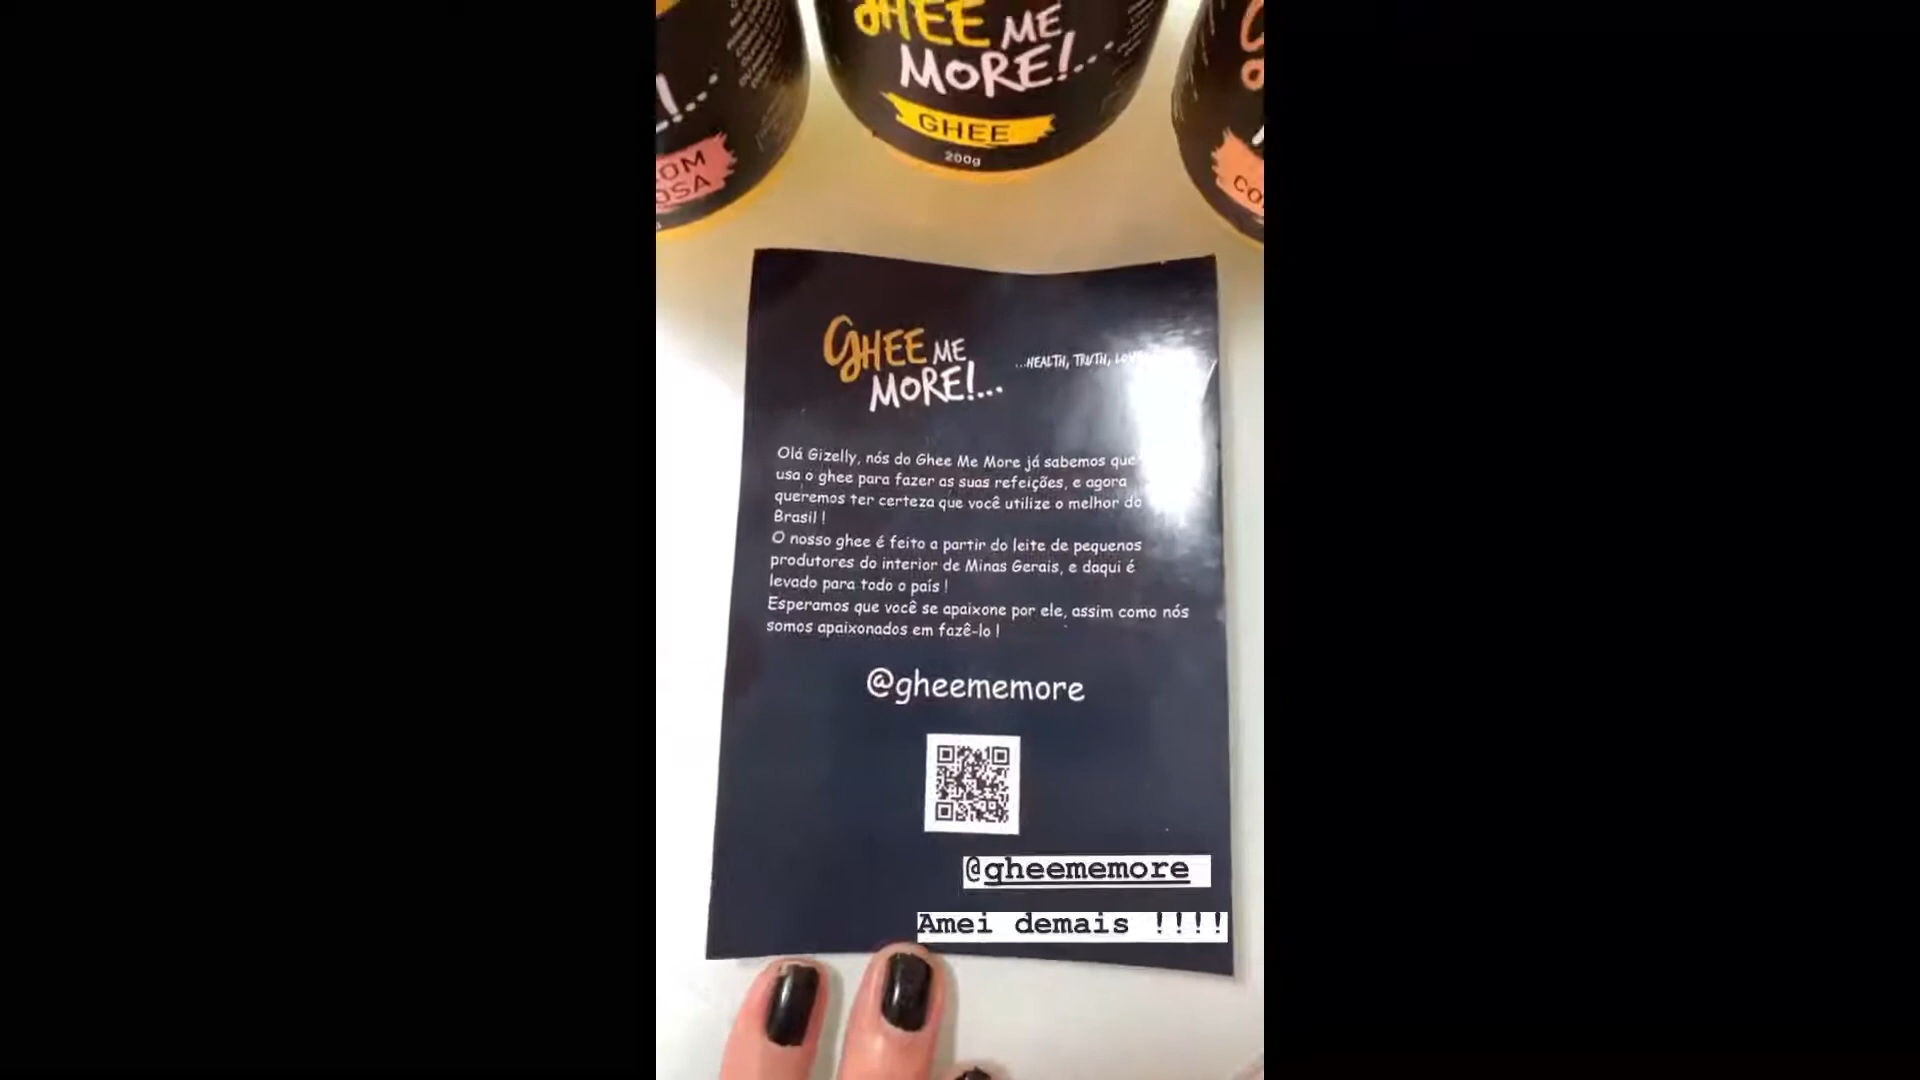 GHEE ME
MORE!...
GHEE
200g
!...
COM
OSA
CO
GHEE ME
MORE!...
...HEALTH, TRUTH, LOVE
Olá Gizelly, nós do Ghee Me More já sabemos que
usa o ghee para fazer as suas refeições, e agora
queremos ter certeza que você utilize o melhor do
Brasil !
O nosso ghee é feito a partir do leite de pequenos
produtores do interior de Minas Gerais, e daqui é
levado para todo o país !
Esperamos que você se apaixone por ele, assim como nós
somos apaixonados em fazê-lo !
@gheememore
@gheememore
Amei demais !!!!